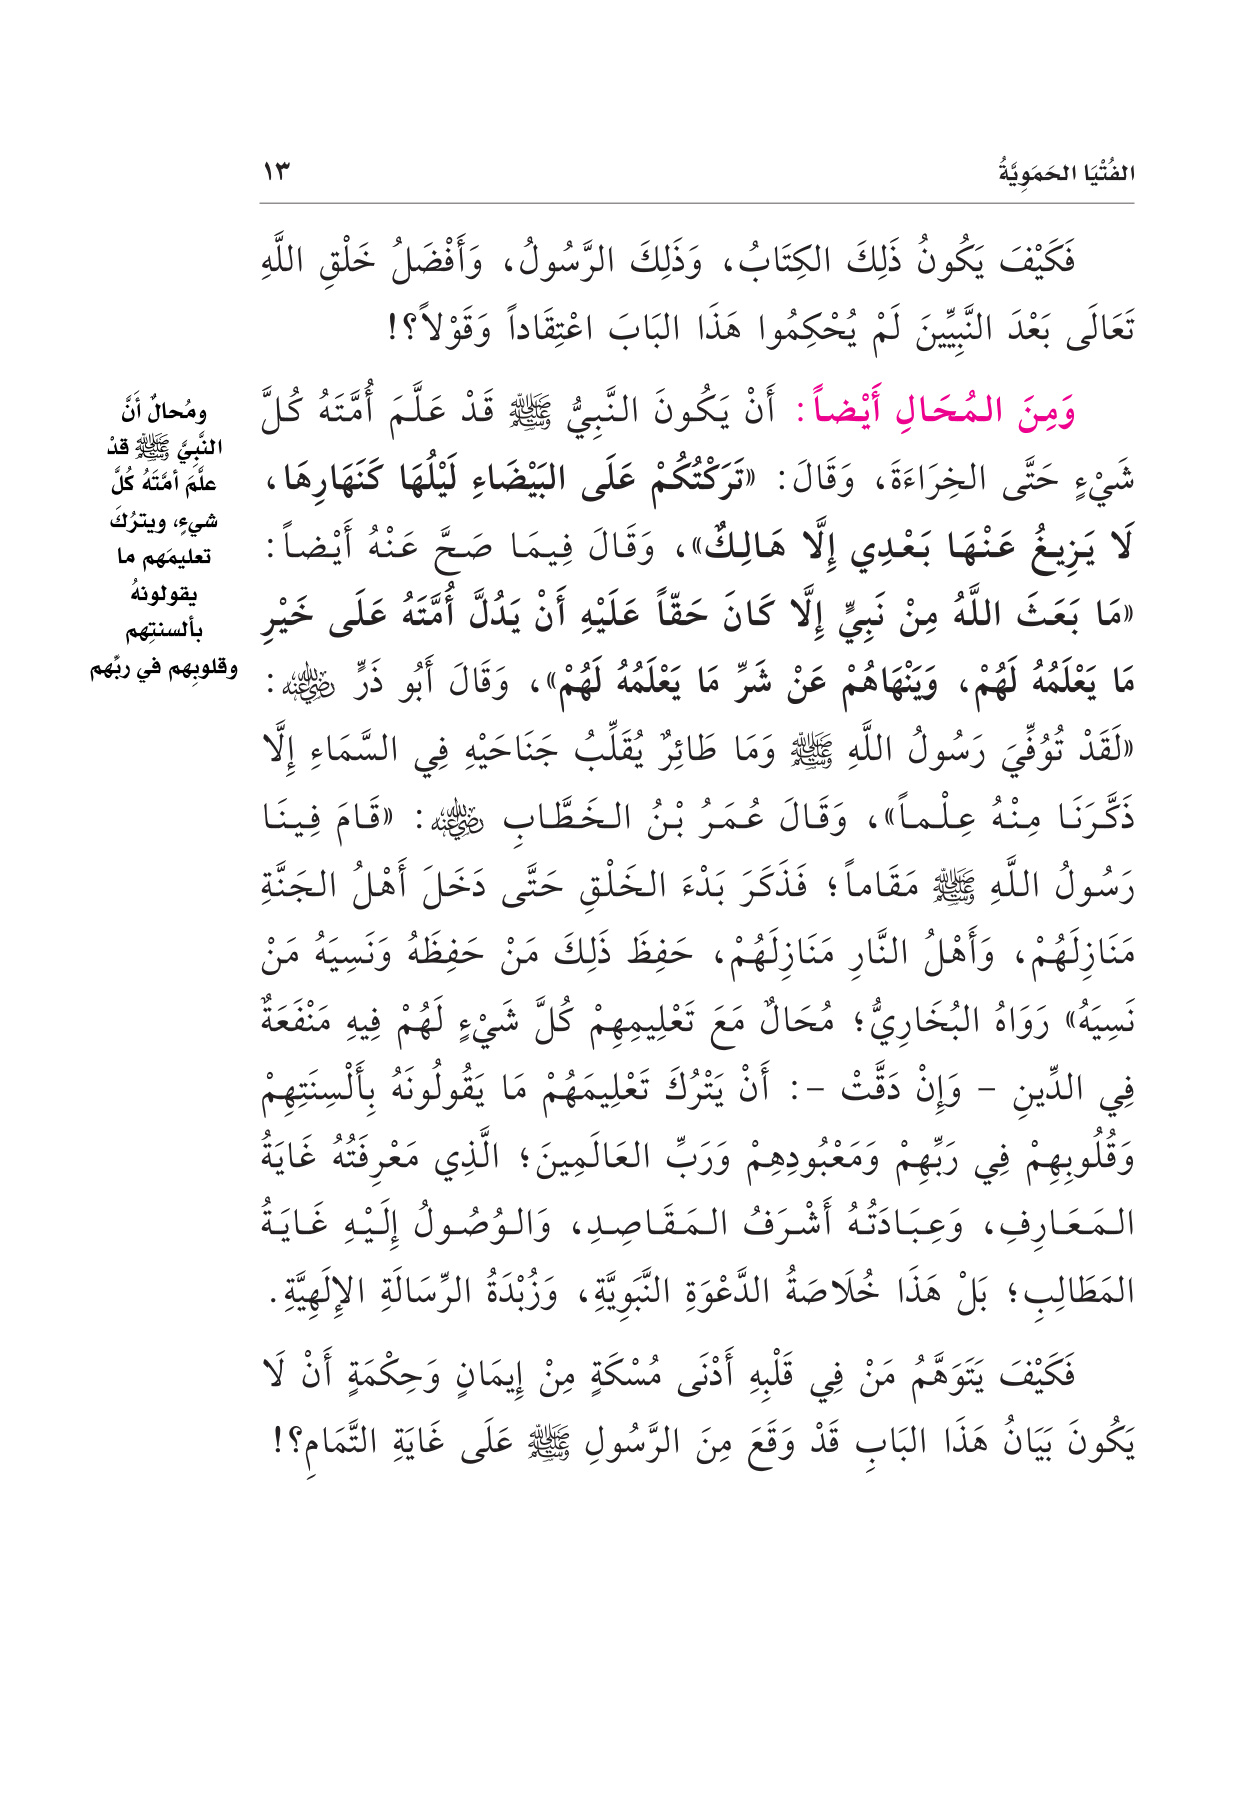 الفُتْيَا الحَمَوِيَّةُ
١٣
فَكَيْفَ يَكُونُ ذَلِكَ الكِتَابُ، وَذَلِكَ الرَّسُولُ، وَأَفْضَلُ خَلْقِ اللَّهِ
تَعَالَى بَعْدَ النَّبِيِّينَ لَمْ يُحْكِمُوا هَذَا البَابَ اعْتِقَاداً وَقَوْلاً؟!
وَمِنَ المُحَالِ أَيْضاً: أَنْ يَكُونَ النَّبِيُّ ﷺ قَدْ عَلَّمَ أُمَّتَهُ كُلَّ
شَيْءٍ حَتَّى الخِرَاءَةَ، وَقَالَ: «تَرَكْتُكُمْ عَلَى البَيْضَاءِ لَيْلُهَا كَنَهَارِهَا،
لَا يَزِيغُ عَنْهَا بَعْدِي إِلَّا هَالِكٌ»، وَقَالَ فِيمَا صَحَّ عَنْهُ أَيْضاً:
«مَا بَعَثَ اللَّهُ مِنْ نَبِيٍّ إِلَّا كَانَ حَقّاً عَلَيْهِ أَنْ يَدُلَّ أُمَّتَهُ عَلَى خَيْرِ
مَا يَعْلَمُهُ لَهُمْ، وَيَنْهَاهُمْ عَنْ شَرِّ مَا يَعْلَمُهُ لَهُمْ»، وَقَالَ أَبُو ذَرٍّ رضي الله عنه:
«لَقَدْ تُوُفِّيَ رَسُولُ اللَّهِ ﷺ وَمَا طَائِرٌ يُقَلِّبُ جَنَاحَيْهِ فِي السَّمَاءِ إِلَّا
ذَكَّرَنَا مِنْهُ عِلْماً»، وَقَالَ عُمَرُ بْنُ الخَطَّابِ رضي الله عنه: «قَامَ فِينَا
رَسُولُ اللَّهِ ﷺ مَقَاماً؛ فَذَكَرَ بَدْءَ الخَلْقِ حَتَّى دَخَلَ أَهْلُ الجَنَّةِ
مَنَازِلَهُمْ، وَأَهْلُ النَّارِ مَنَازِلَهُمْ، حَفِظَ ذَلِكَ مَنْ حَفِظَهُ وَنَسِيَهُ مَنْ
نَسِيَهُ» رَوَاهُ البُخَارِيُّ؛ مُحَالٌ مَعَ تَعْلِيمِهِمْ كُلَّ شَيْءٍ لَهُمْ فِيهِ مَنْفَعَةٌ
فِي الدِّينِ – وَإِنْ دَقَّتْ –: أَنْ يَتْرُكَ تَعْلِيمَهُمْ مَا يَقُولُونَهُ بِأَلْسِنَتِهِمْ
وَقُلُوبِهِمْ فِي رَبِّهِمْ وَمَعْبُودِهِمْ وَرَبِّ العَالَمِينَ؛ الَّذِي مَعْرِفَتُهُ غَايَةُ
المَعَارِفِ، وَعِبَادَتُهُ أَشْرَفُ المَقَاصِدِ، وَالوُصُولُ إِلَيْهِ غَايَةُ
المَطَالِبِ؛ بَلْ هَذَا خُلَاصَةُ الدَّعْوَةِ النَّبَوِيَّةِ، وَزُبْدَةُ الرِّسَالَةِ الإِلَهِيَّةِ.
فَكَيْفَ يَتَوَهَّمُ مَنْ فِي قَلْبِهِ أَدْنَى مُسْكَةٍ مِنْ إِيمَانٍ وَحِكْمَةٍ أَنْ لَا
يَكُونَ بَيَانُ هَذَا البَابِ قَدْ وَقَعَ مِنَ الرَّسُولِ ﷺ عَلَى غَايَةِ التَّمَامِ؟!
ومُحالٌ أَنَّ
النَّبِيَّ ﷺ قدْ
علَّمَ أمَّتَهُ كُلَّ
شيءٍ، ويترُكَ
تعليمَهم ما
يقولونهُ
بألسنتِهم
وقلوبِهم في ربِّهم